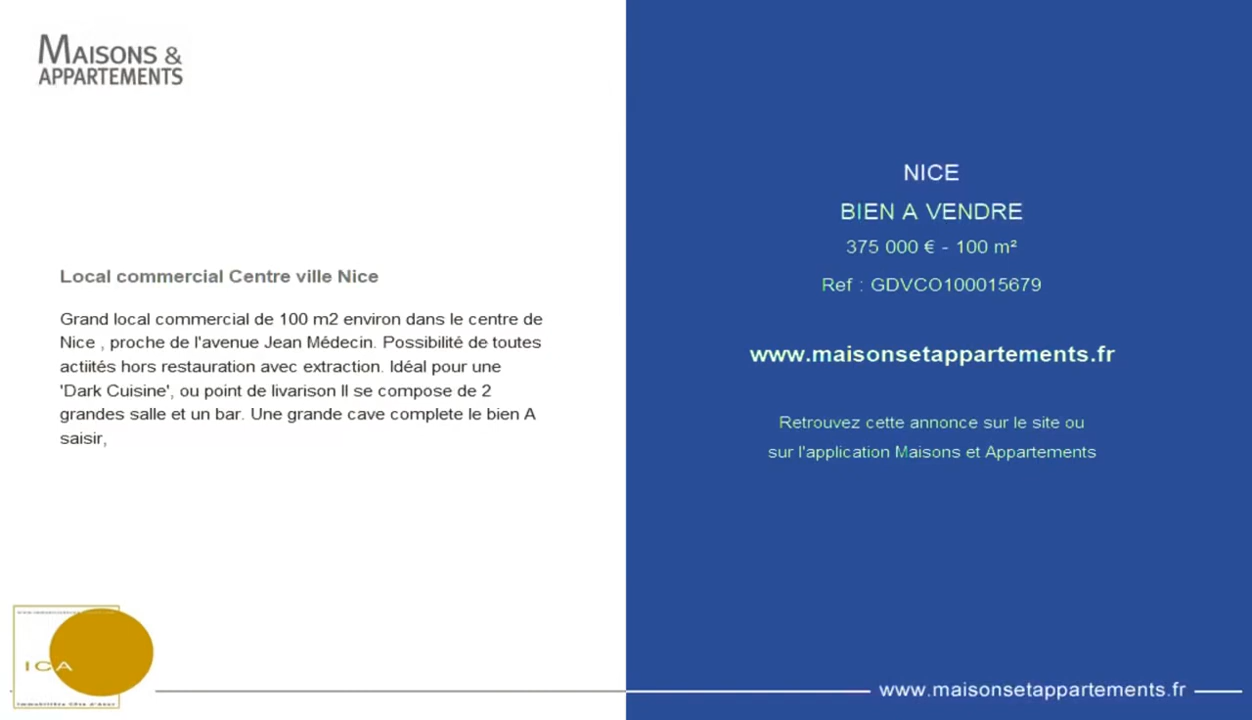 MAISONS &
APPARTEMENTS
Local commercial Centre ville Nice
Grand local commercial de 100 m2 environ dans le centre de
Nice , proche de l'avenue Jean Médecin. Possibilité de toutes
actiités hors restauration avec extraction. Idéal pour une
'Dark Cuisine', ou point de livarison Il se compose de 2
grandes salle et un bar. Une grande cave complete le bien A
saisir,
NICE
BIEN A VENDRE
375 000 € - 100 m²
Ref : GDVCO100015679
www.maisonsetappartements.fr
Retrouvez cette annonce sur le site ou
sur l'application Maisons et Appartements
ICA
Immobilière Côte d'Azur
www.maisonsetappartements.fr